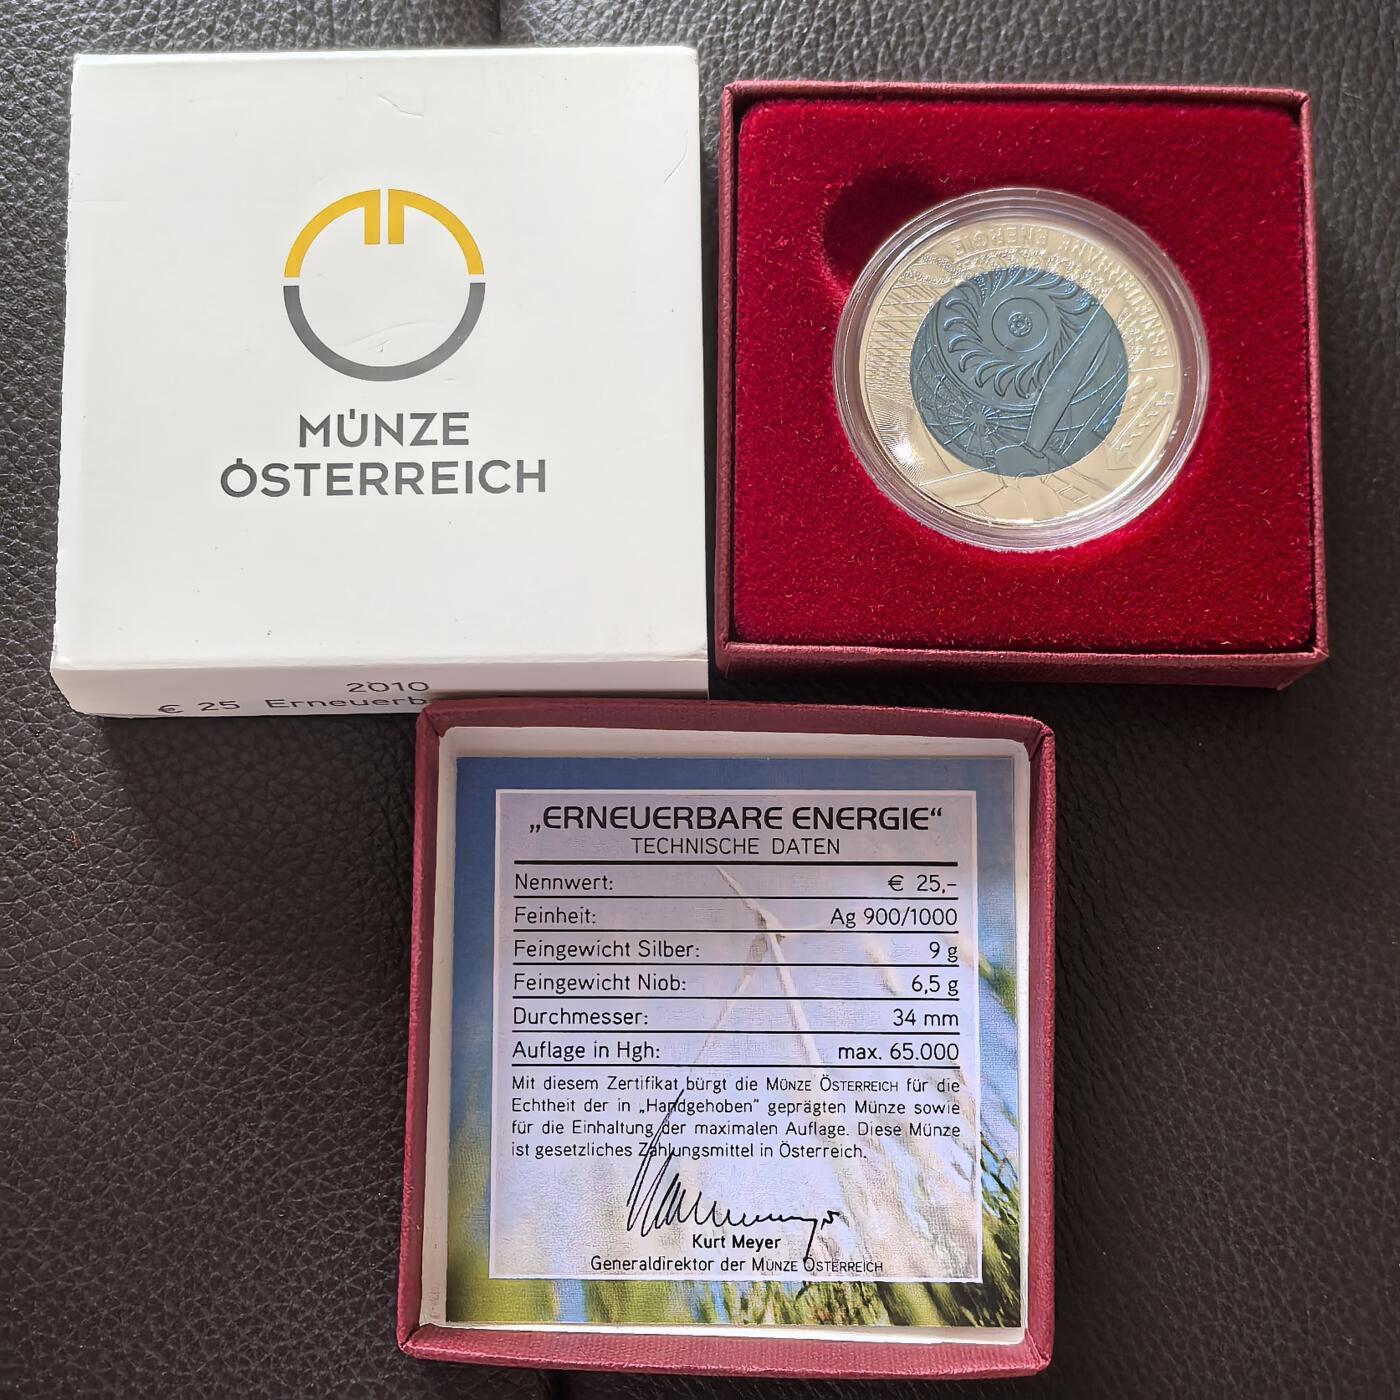 MÜNZE
ÖSTERREICH
2010
€ 25 Erneuerb
ERNEUERBARE ENERGIE
„ERNEUERBARE ENERGIE“
TECHNISCHE DATEN
Nennwert: € 25,–
Feinheit: Ag 900/1000
Feingewicht Silber: 9 g
Feingewicht Niob: 6,5 g
Durchmesser: 34 mm
Auflage in Hgh: max. 65.000
Mit diesem Zertifikat bürgt die MÜNZE ÖSTERREICH für die
Echtheit der in „Handgehoben“ geprägten Münze sowie
für die Einhaltung der maximalen Auflage. Diese Münze
ist gesetzliches Zahlungsmittel in Österreich.
Kurt Meyer
Generaldirektor der MÜNZE ÖSTERREICH